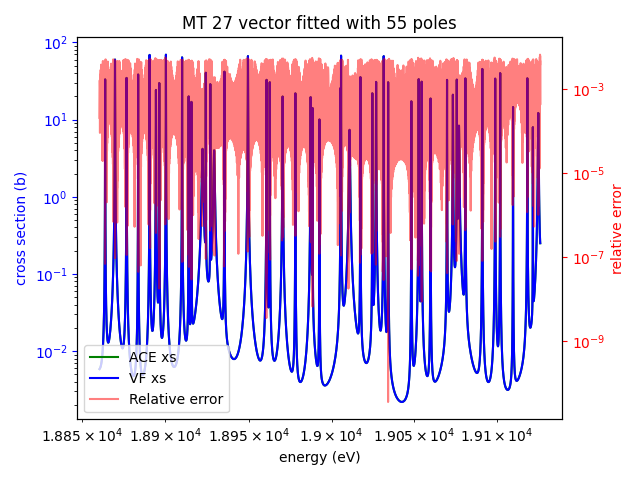 MT 27 vector fitted with 55 poles
10²
10¹
10⁰
10⁻¹
10⁻²
cross section (b)
10⁻³
10⁻⁵
10⁻⁷
10⁻⁹
relative error
ACE xs
VF xs
Relative error
1.885 × 10⁴ 1.89 × 10⁴ 1.895 × 10⁴ 1.9 × 10⁴ 1.905 × 10⁴ 1.91 × 10⁴
energy (eV)